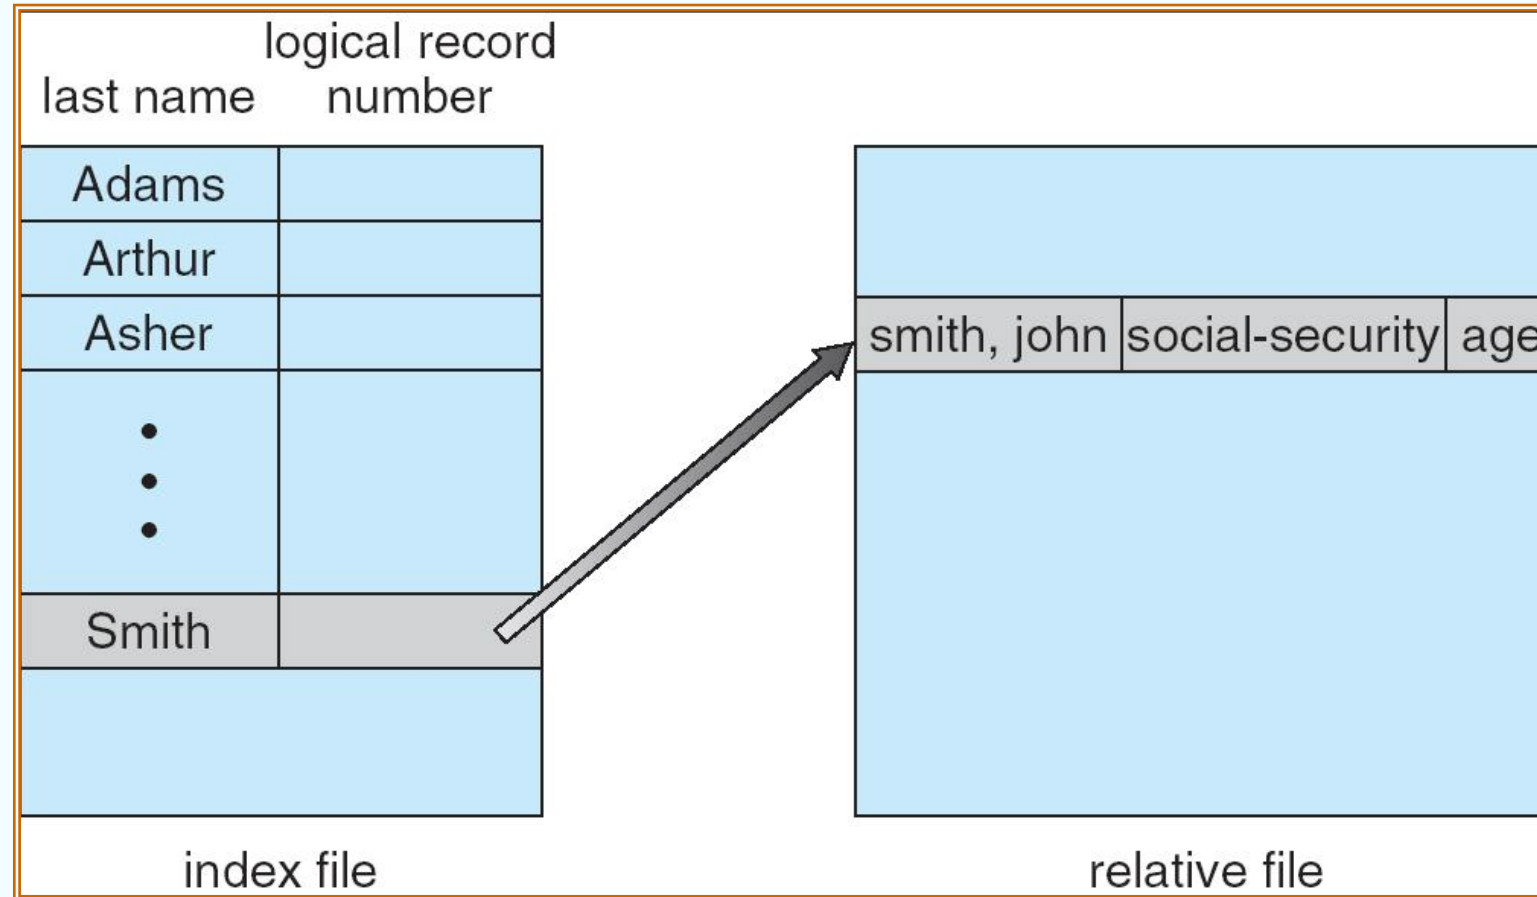 logical record
last name number
Adams
Arthur
Asher
smith, john social-security age
Smith
index file relative file